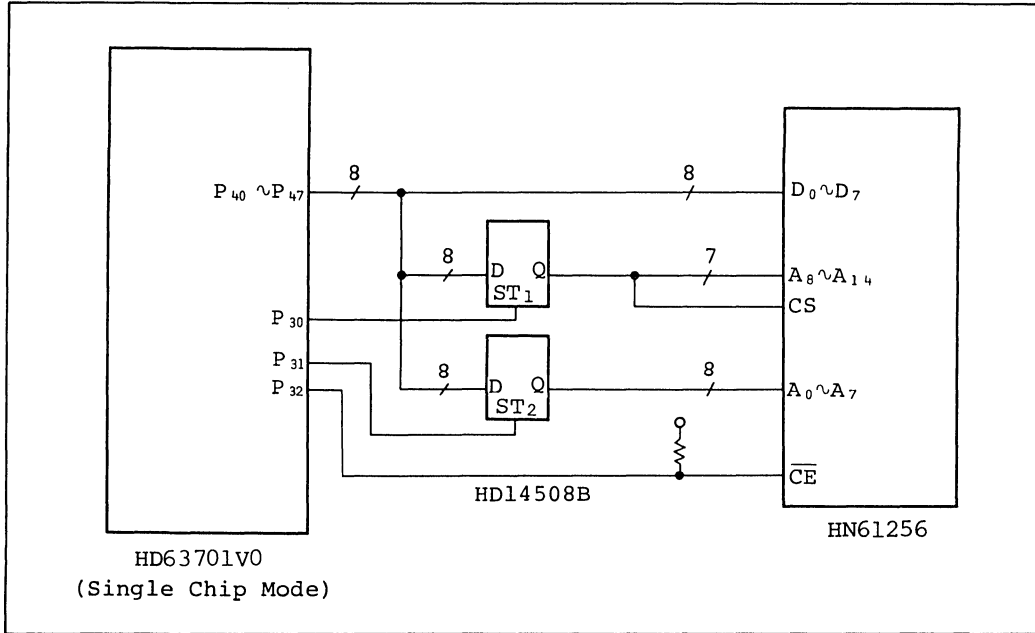 8
8
P40 ~P47
D0~D7
8
D
Q
ST1
7
A8~A14
CS
P30
P31
P32
8
D
Q
ST2
8
A0~A7
CE
HD14508B
HN61256
HD63701V0
(Single Chip Mode)